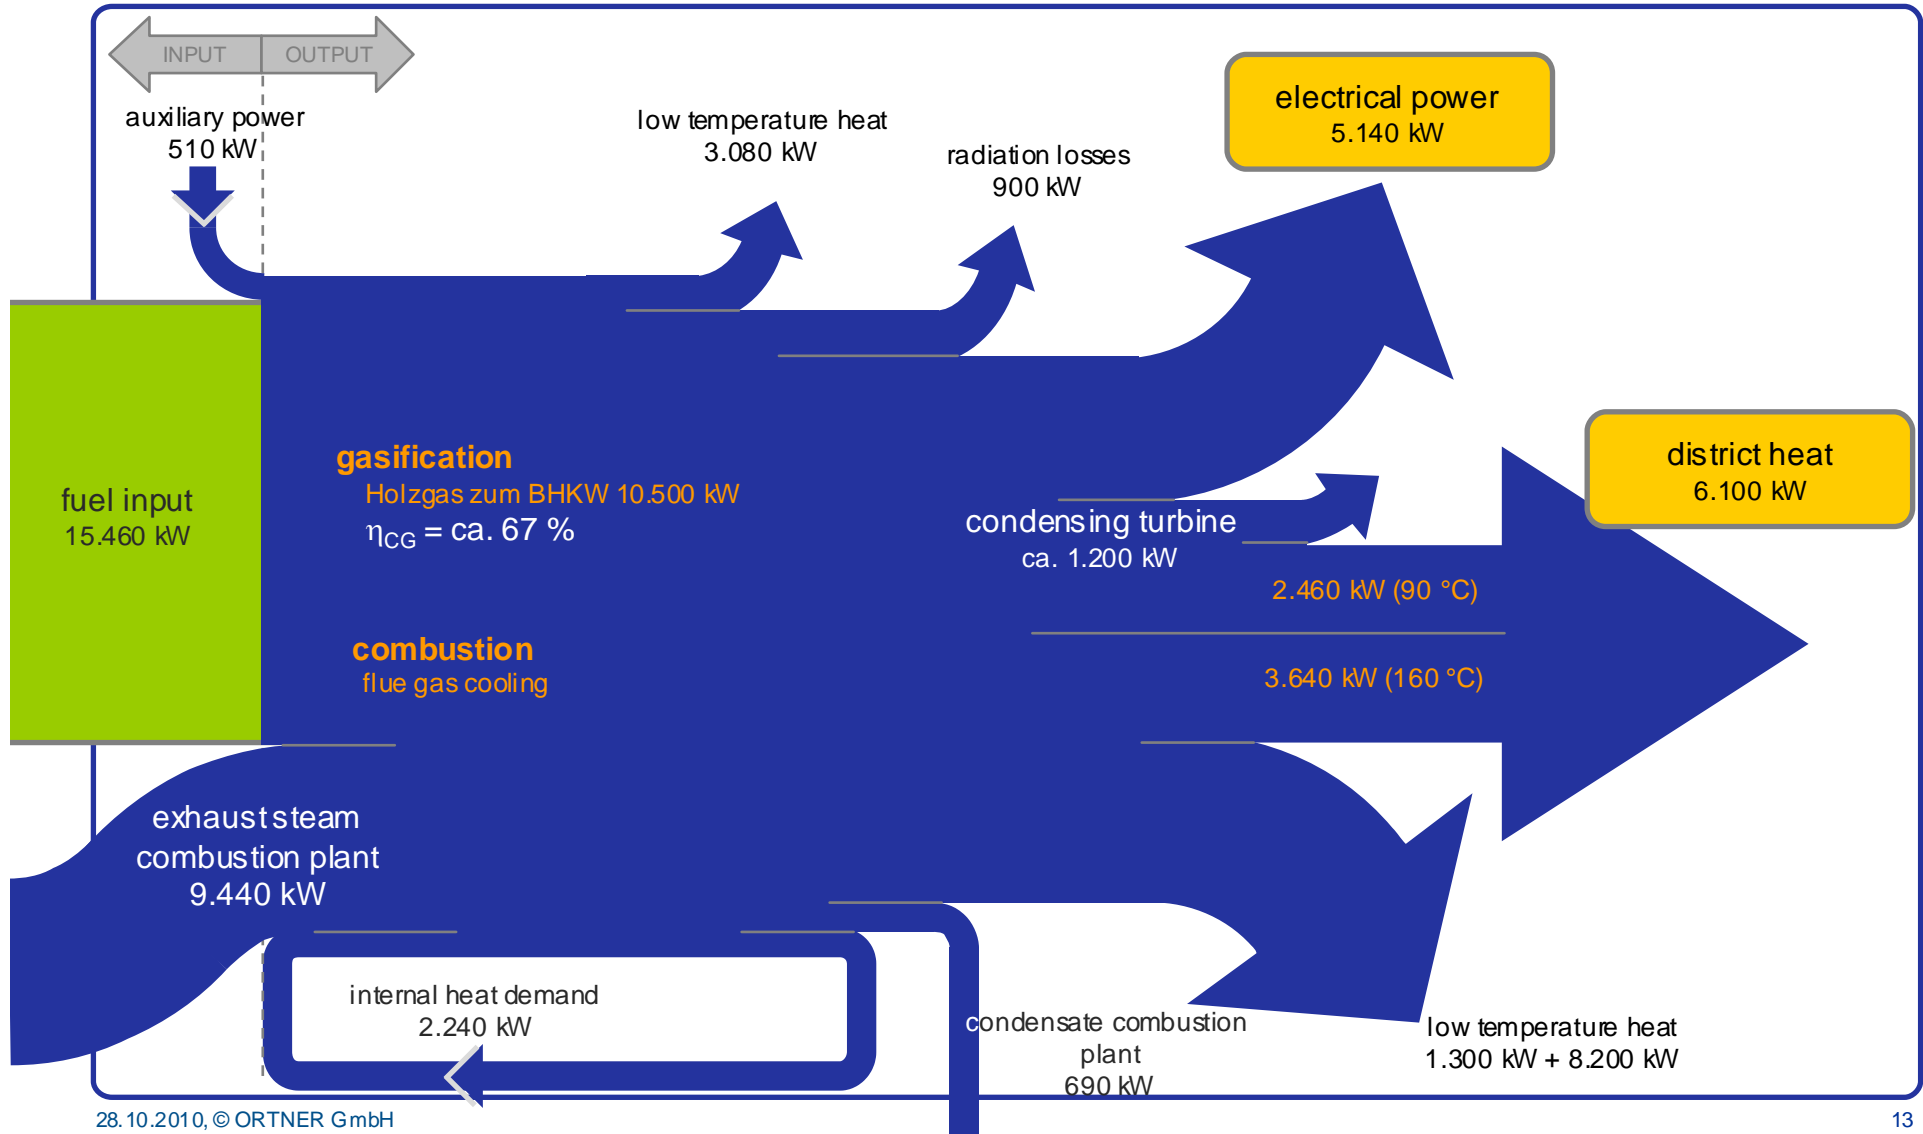 INPUT OUTPUT
auxiliary power
510 kW
low temperature heat
3.080 kW
radiation losses
900 kW
electrical power
5.140 kW
fuel input
15.460 kW
gasification
Holzgas zum BHKW 10.500 kW
ηCG = ca. 67 %
combustion
flue gas cooling
condensing turbine
ca. 1.200 kW
district heat
6.100 kW
2.460 kW (90 °C)
3.640 kW (160 °C)
exhaust steam
combustion plant
9.440 kW
internal heat demand
2.240 kW
condensate combustion
plant
690 kW
low temperature heat
1.300 kW + 8.200 kW
28.10.2010, © ORTNER GmbH
13